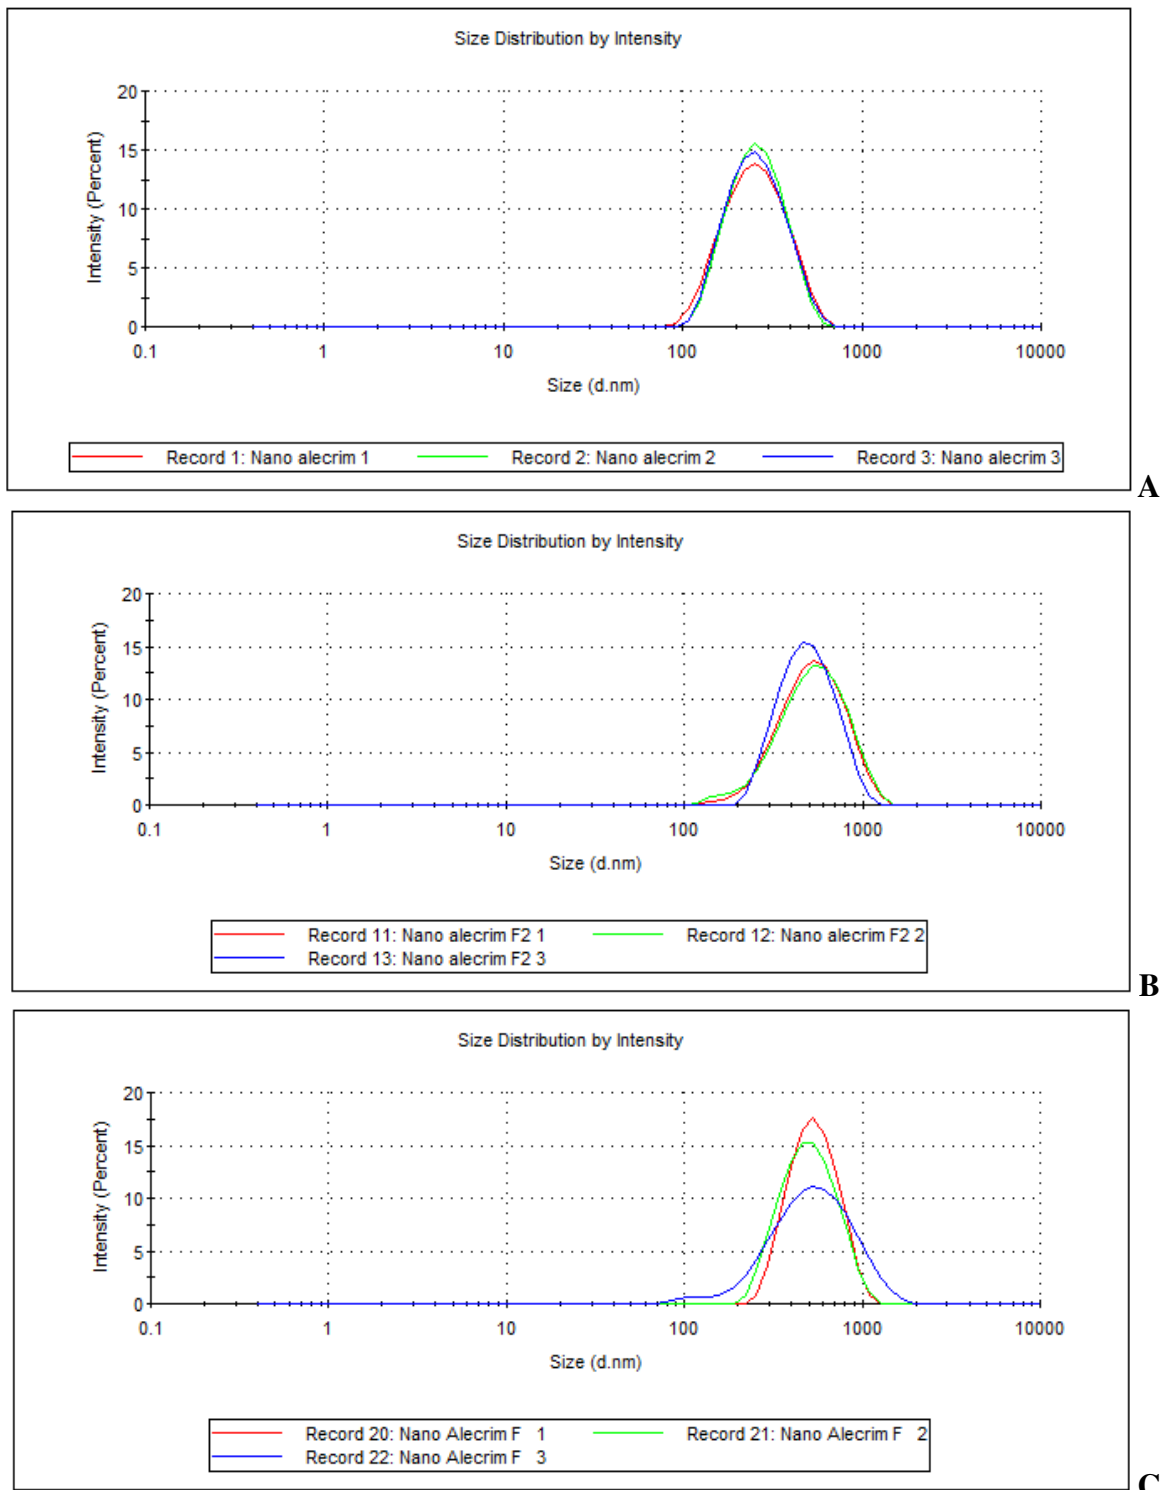 Size Distribution by Intensity
20
15
10
5
0
Intensity (Percent)
0.1 1 10 100 1000 10000
Size (d.nm)
Record 1: Nano alecrim 1 Record 2: Nano alecrim 2 Record 3: Nano alecrim 3
A
Size Distribution by Intensity
20
15
10
5
0
Intensity (Percent)
0.1 1 10 100 1000 10000
Size (d.nm)
Record 11: Nano alecrim F2 1 Record 12: Nano alecrim F2 2
Record 13: Nano alecrim F2 3
B
Size Distribution by Intensity
20
15
10
5
0
Intensity (Percent)
0.1 1 10 100 1000 10000
Size (d.nm)
Record 20: Nano Alecrim F 1 Record 21: Nano Alecrim F 2
Record 22: Nano Alecrim F 3
C